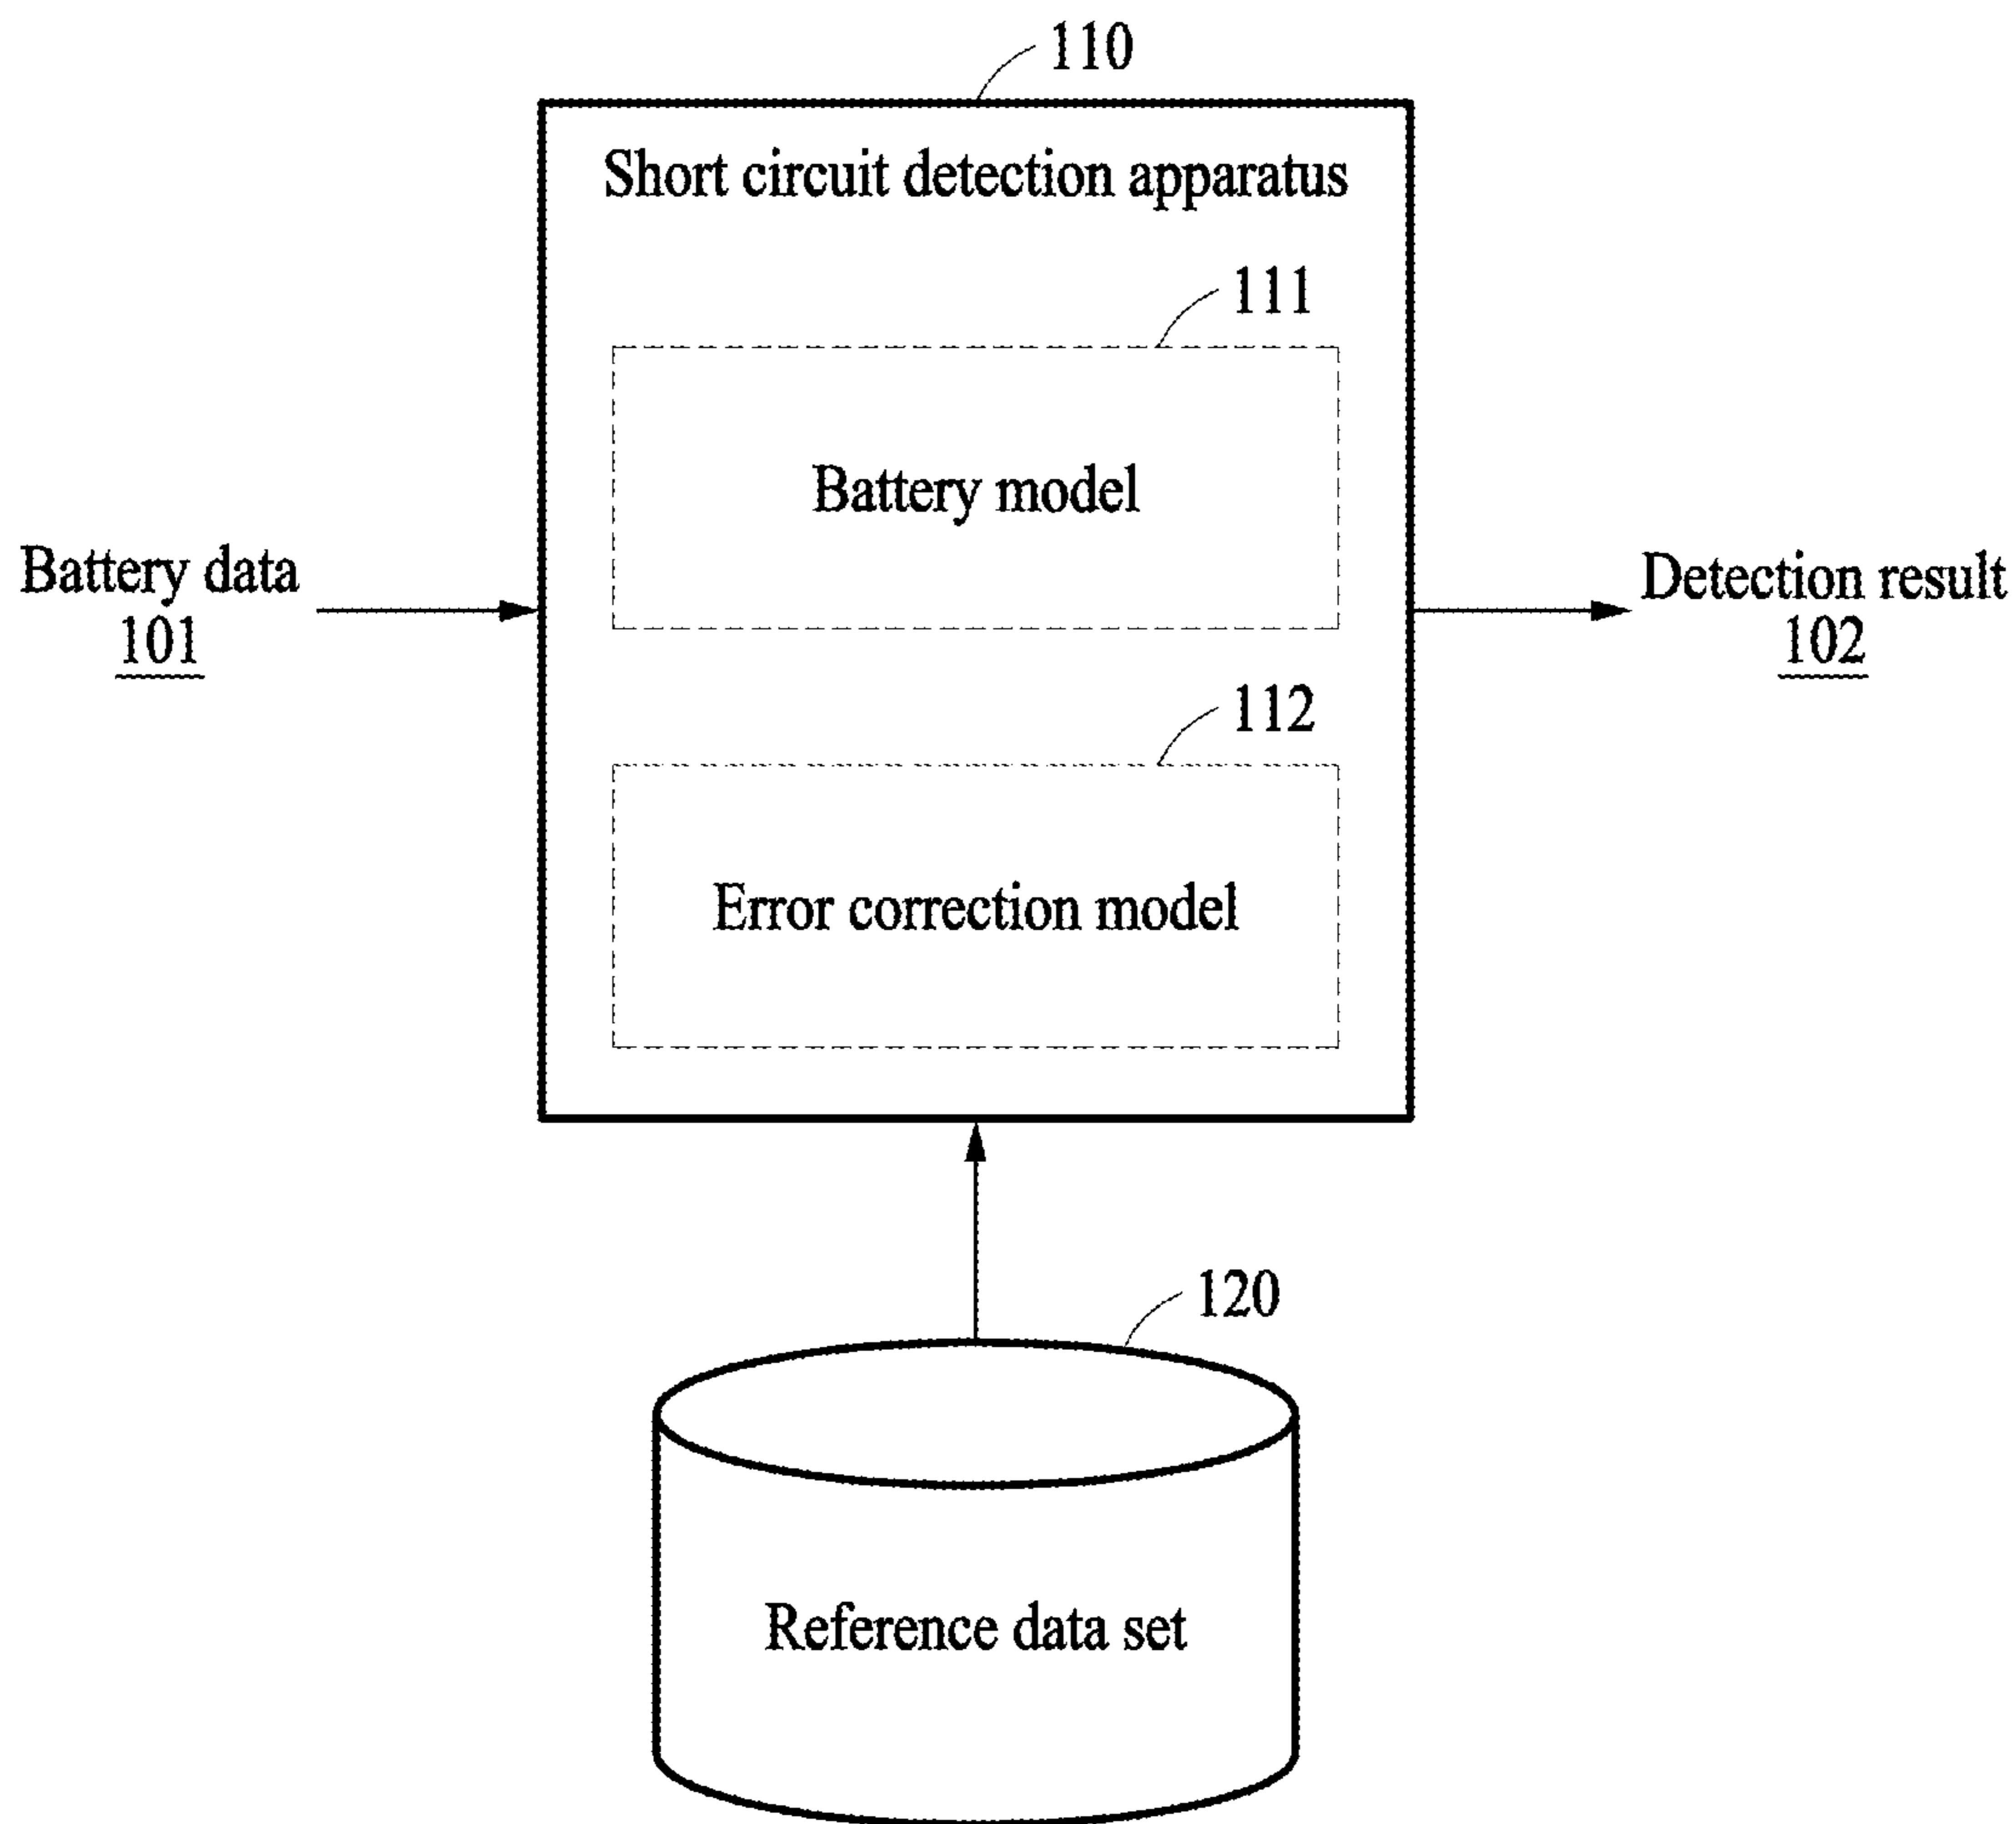 110
Short circuit detection apparatus
111
Battery model
Battery data
101
Detection result
102
112
Error correction model
120
Reference data set